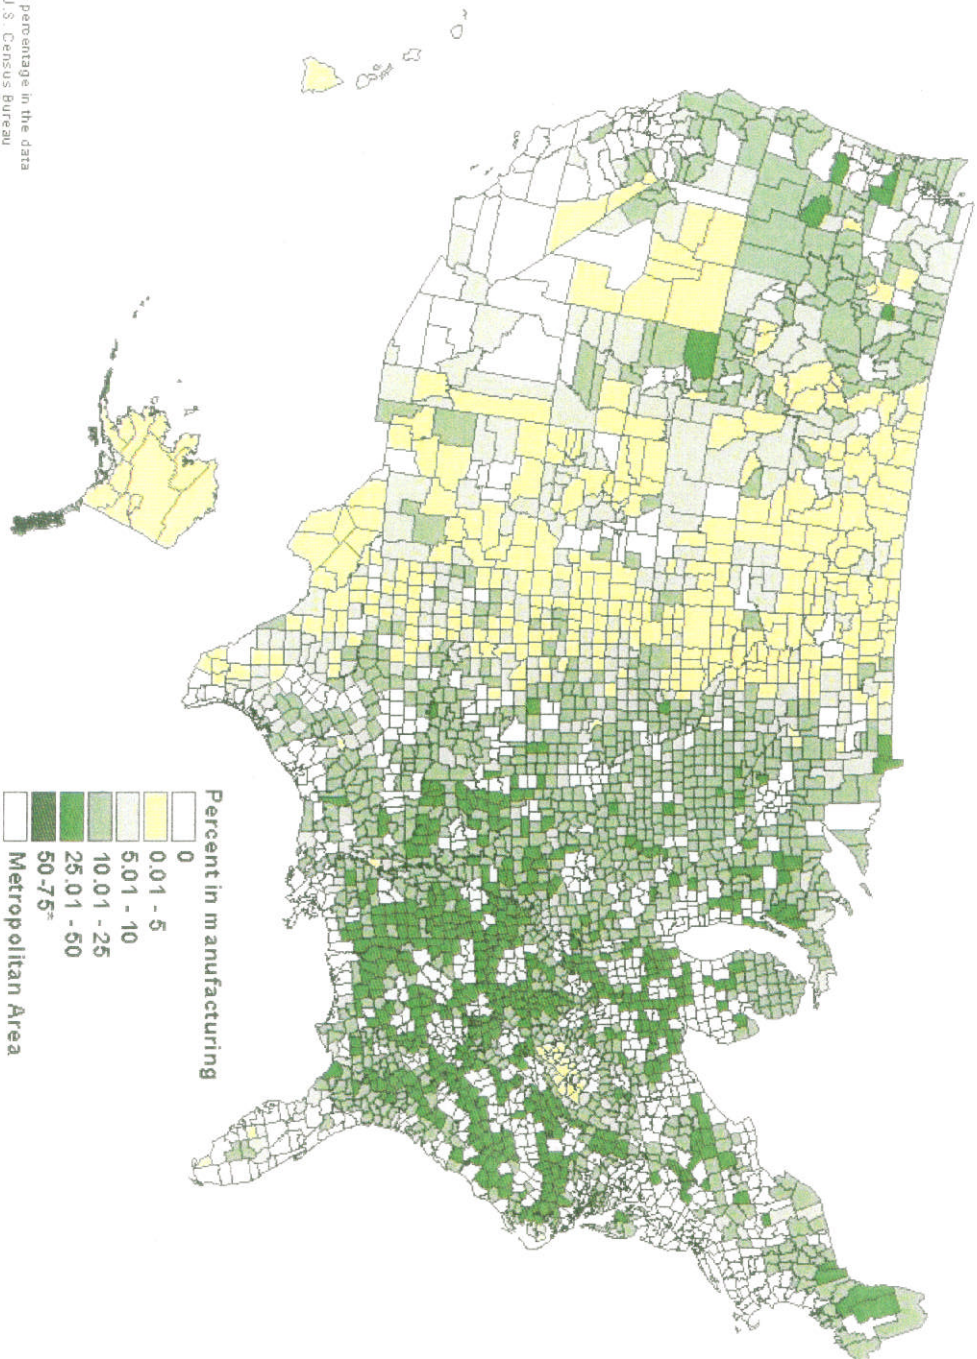 percentage in the data
U.S. Census Bureau
Percent in manufacturing
0
0.01 - 5
5.01 - 10
10.01 - 25
25.01 - 50
50-75*
Metropolitan Area